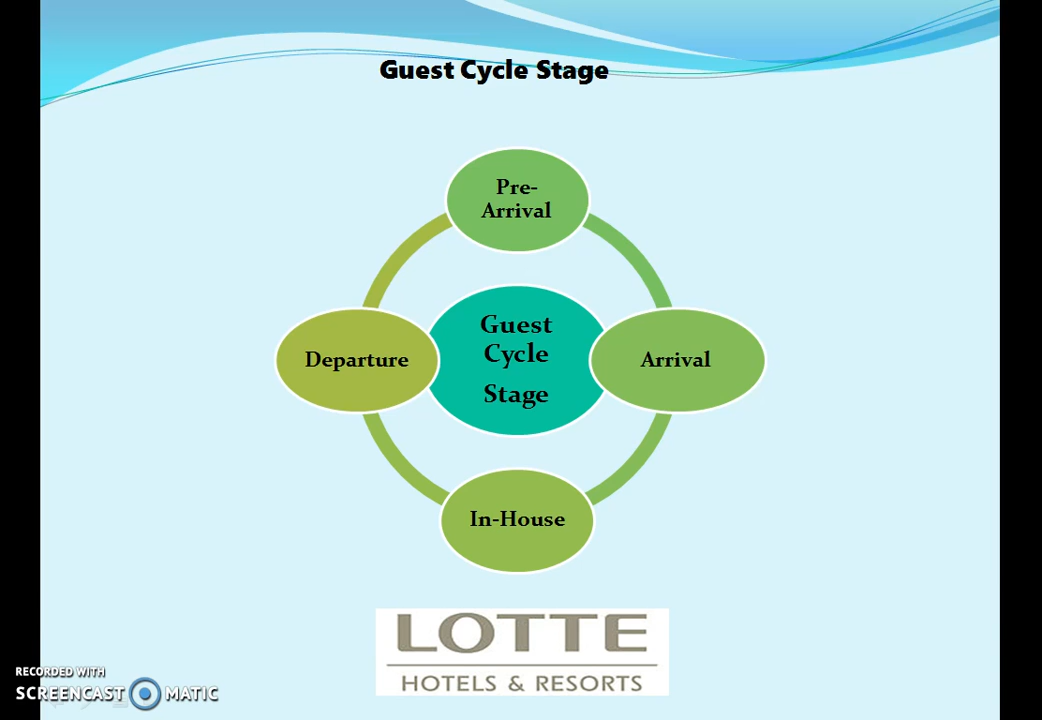 Guest Cycle Stage
Pre-
Arrival
Guest
Cycle
Stage
Departure
Arrival
In-House
LOTTE
HOTELS & RESORTS
RECORDED WITH
SCREENCAST MATIC